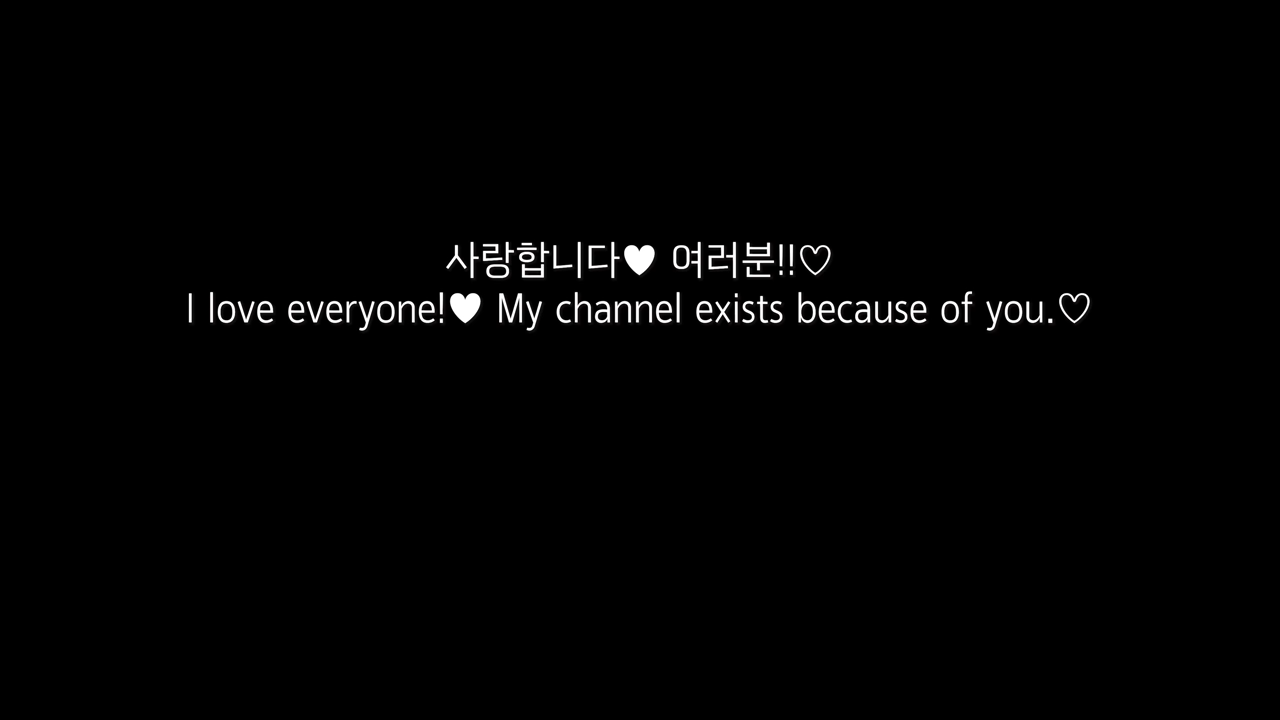 사랑합니다♥ 여러분!!♡
I love everyone!♥ My channel exists because of you.♡